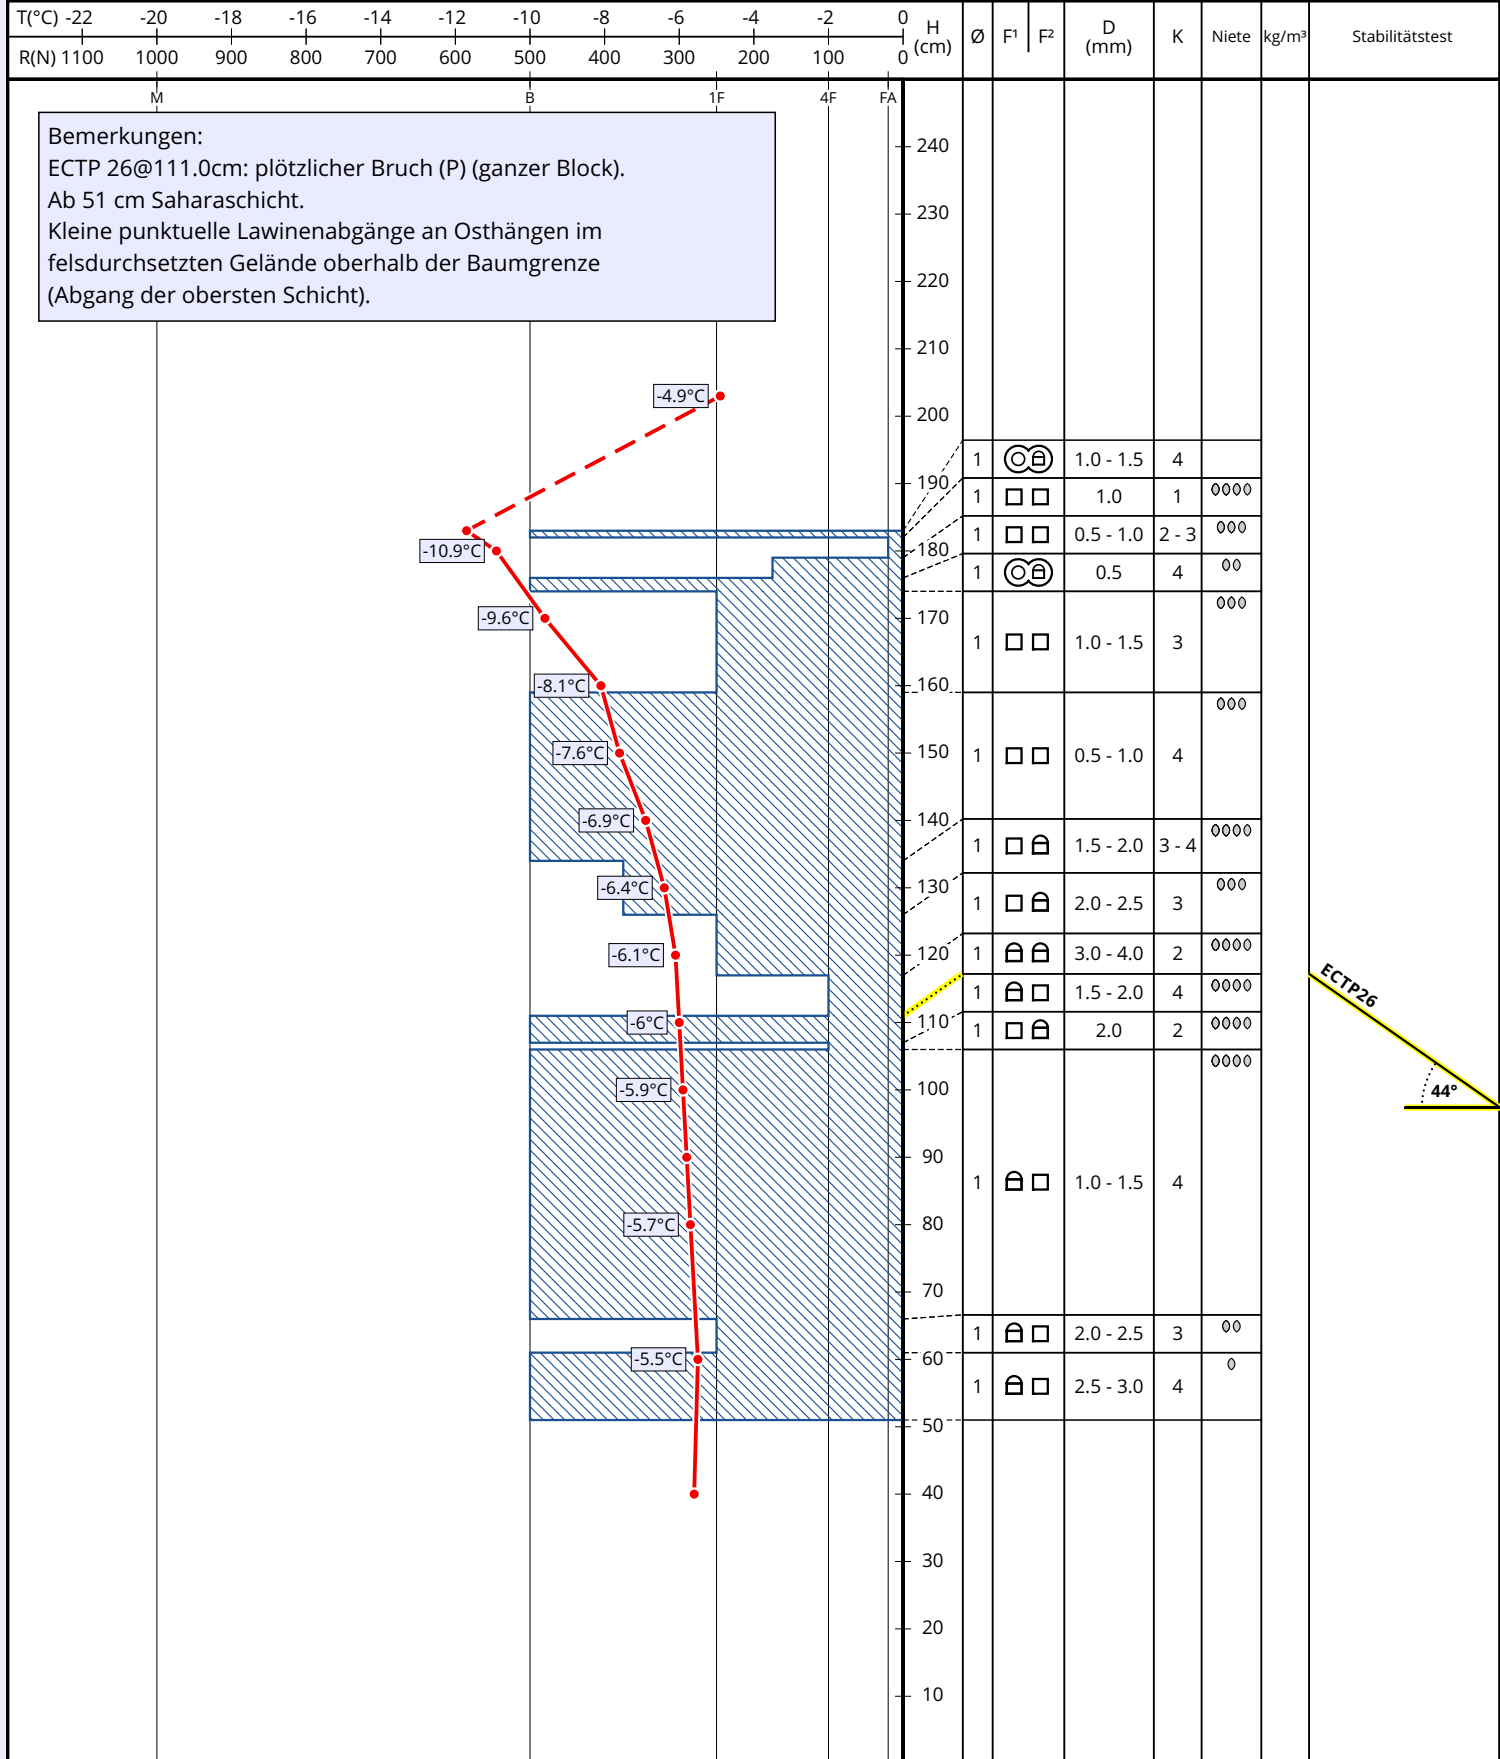 T(°C) -22 -20 -18 -16 -14 -12 -10 -8 -6 -4 -2 0
R(N) 1100 1000 900 800 700 600 500 400 300 200 100 0
H (cm) Ø F¹ F² D (mm) K Niete kg/m³ Stabilitätstest
M B 1F 4F FA
Bemerkungen:
ECTP 26@111.0cm: plötzlicher Bruch (P) (ganzer Block).
Ab 51 cm Saharaschicht.
Kleine punktuelle Lawinenabgänge an Osthängen im
felsdurchsetzten Gelände oberhalb der Baumgrenze
(Abgang der obersten Schicht).
240
230
220
210
-4.9°C
200
1 1.0 - 1.5 4
190
1 1.0 1
1 0.5 - 1.0 2 - 3
-10.9°C 180
1 0.5 4
-9.6°C 170
1 1.0 - 1.5 3
-8.1°C 160
-7.6°C 150
1 0.5 - 1.0 4
-6.9°C 140
1 1.5 - 2.0 3 - 4
-6.4°C 130
1 2.0 - 2.5 3
-6.1°C 120
1 3.0 - 4.0 2
ECTP26
1 1.5 - 2.0 4
-6°C 110
1 2.0 2
-5.9°C 100
44°
90
1 1.0 - 1.5 4
-5.7°C 80
70
1 2.0 - 2.5 3
-5.5°C 60
1 2.5 - 3.0 4
50
40
30
20
10